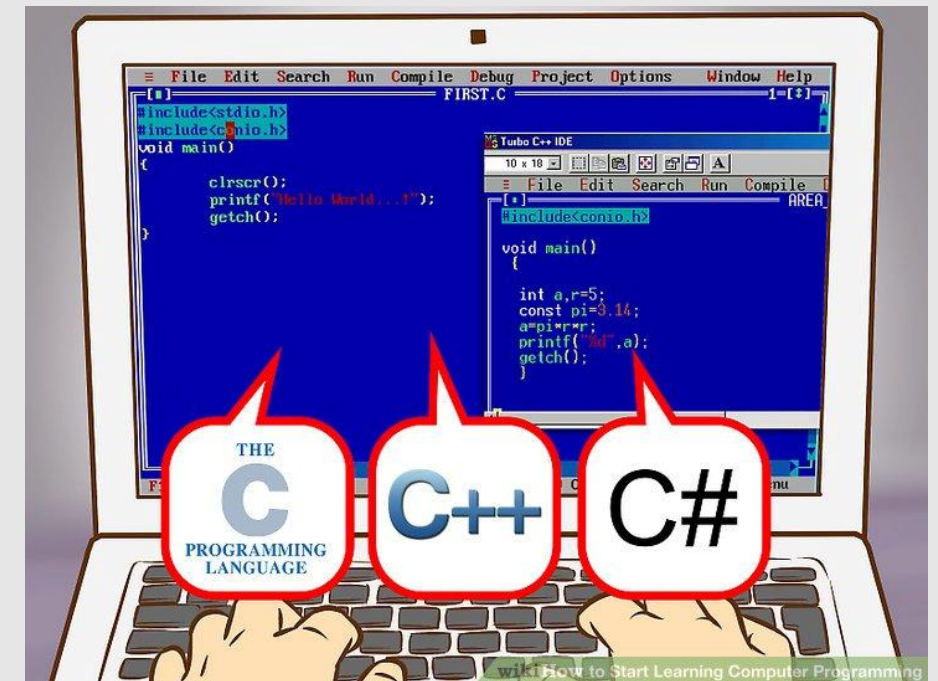 ≡ File Edit Search Run Compile Debug Project Options Window Help
FIRST.C 1
#include<stdio.h>
#include<conio.h>
void main()
{
clrscr();
printf("Hello World...!");
getch();
}
Turbo C++ IDE
10 x 18 A
≡ File Edit Search Run Compile
AREA_
#include<conio.h>
void main()
{
int a,r=5;
const pi=3.14;
a=pi*r*r;
printf("%d",a);
getch();
}
THE
C
PROGRAMMING
LANGUAGE
C++
C#
wikiHow to Start Learning Computer Programming